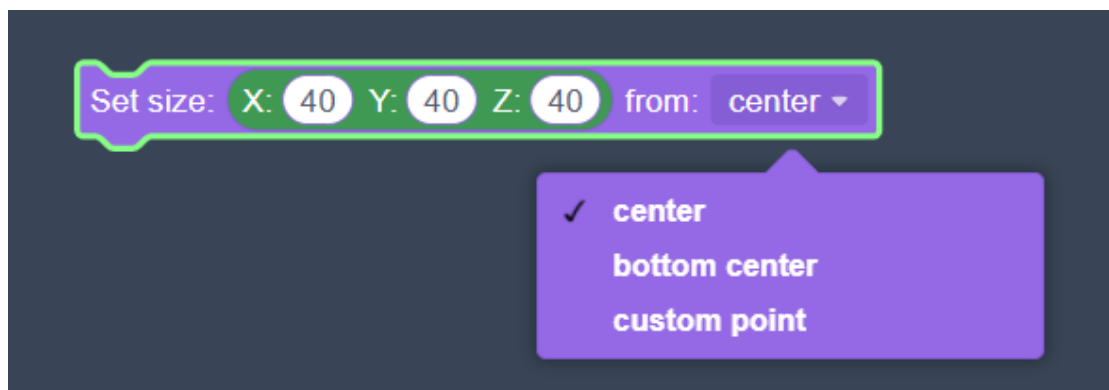 Set size: X: 40 Y: 40 Z: 40 from: center
center
bottom center
custom point